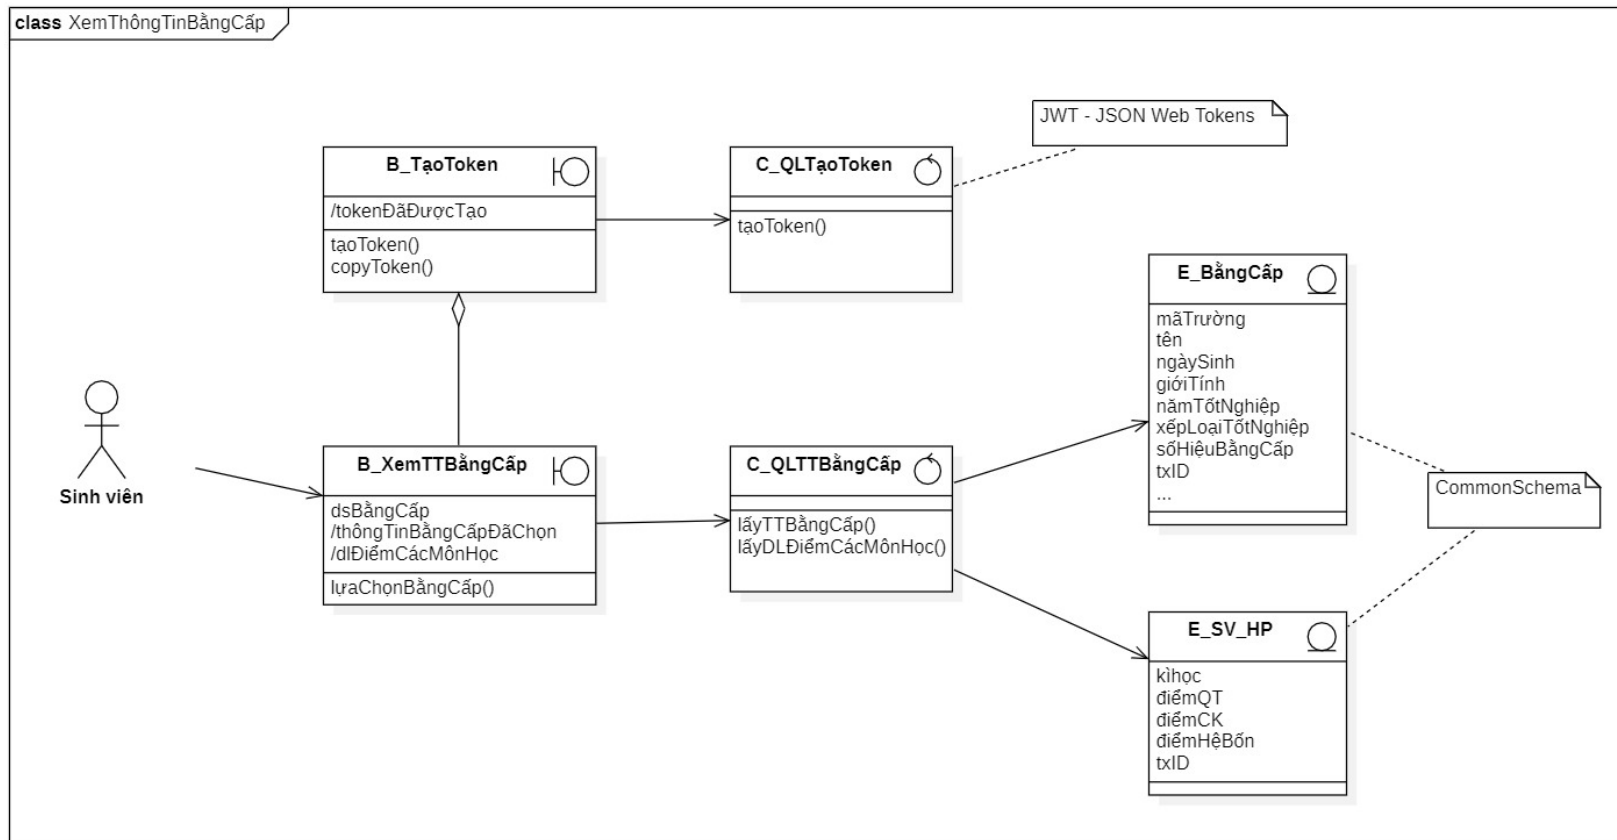 class XemThôngTinBằngCấp
JWT - JSON Web Tokens
B_TạoToken
/tokenĐãĐượcTạo
tạoToken()
copyToken()
C_QLTạoToken
tạoToken()
E_BằngCấp
mãTrường
tên
ngàySinh
giớiTính
nămTốtNghiệp
xếpLoạiTốtNghiệp
sốHiệuBằngCấp
txID
...
Sinh viên
B_XemTTBằngCấp
dsBằngCấp
/thôngTinBằngCấpĐãChọn
/dlĐiểmCácMônHọc
lựaChọnBằngCấp()
C_QLTTBằngCấp
lấyTTBằngCấp()
lấyDLĐiểmCácMônHọc()
CommonSchema
E_SV_HP
kìhọc
điểmQT
điểmCK
điểmHệBốn
txID